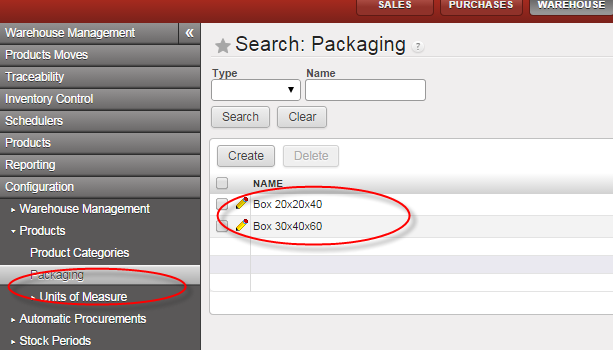 SALES PURCHASES WAREHOUSE
Warehouse Management «
Products Moves
Traceability
Inventory Control
Schedulers
Products
Reporting
Configuration
Warehouse Management
Products
Product Categories
Packaging
Units of Measure
Automatic Procurements
Stock Periods
Search: Packaging ?
Type Name
Search Clear
Create Delete
NAME
Box 20x20x40
Box 30x40x60